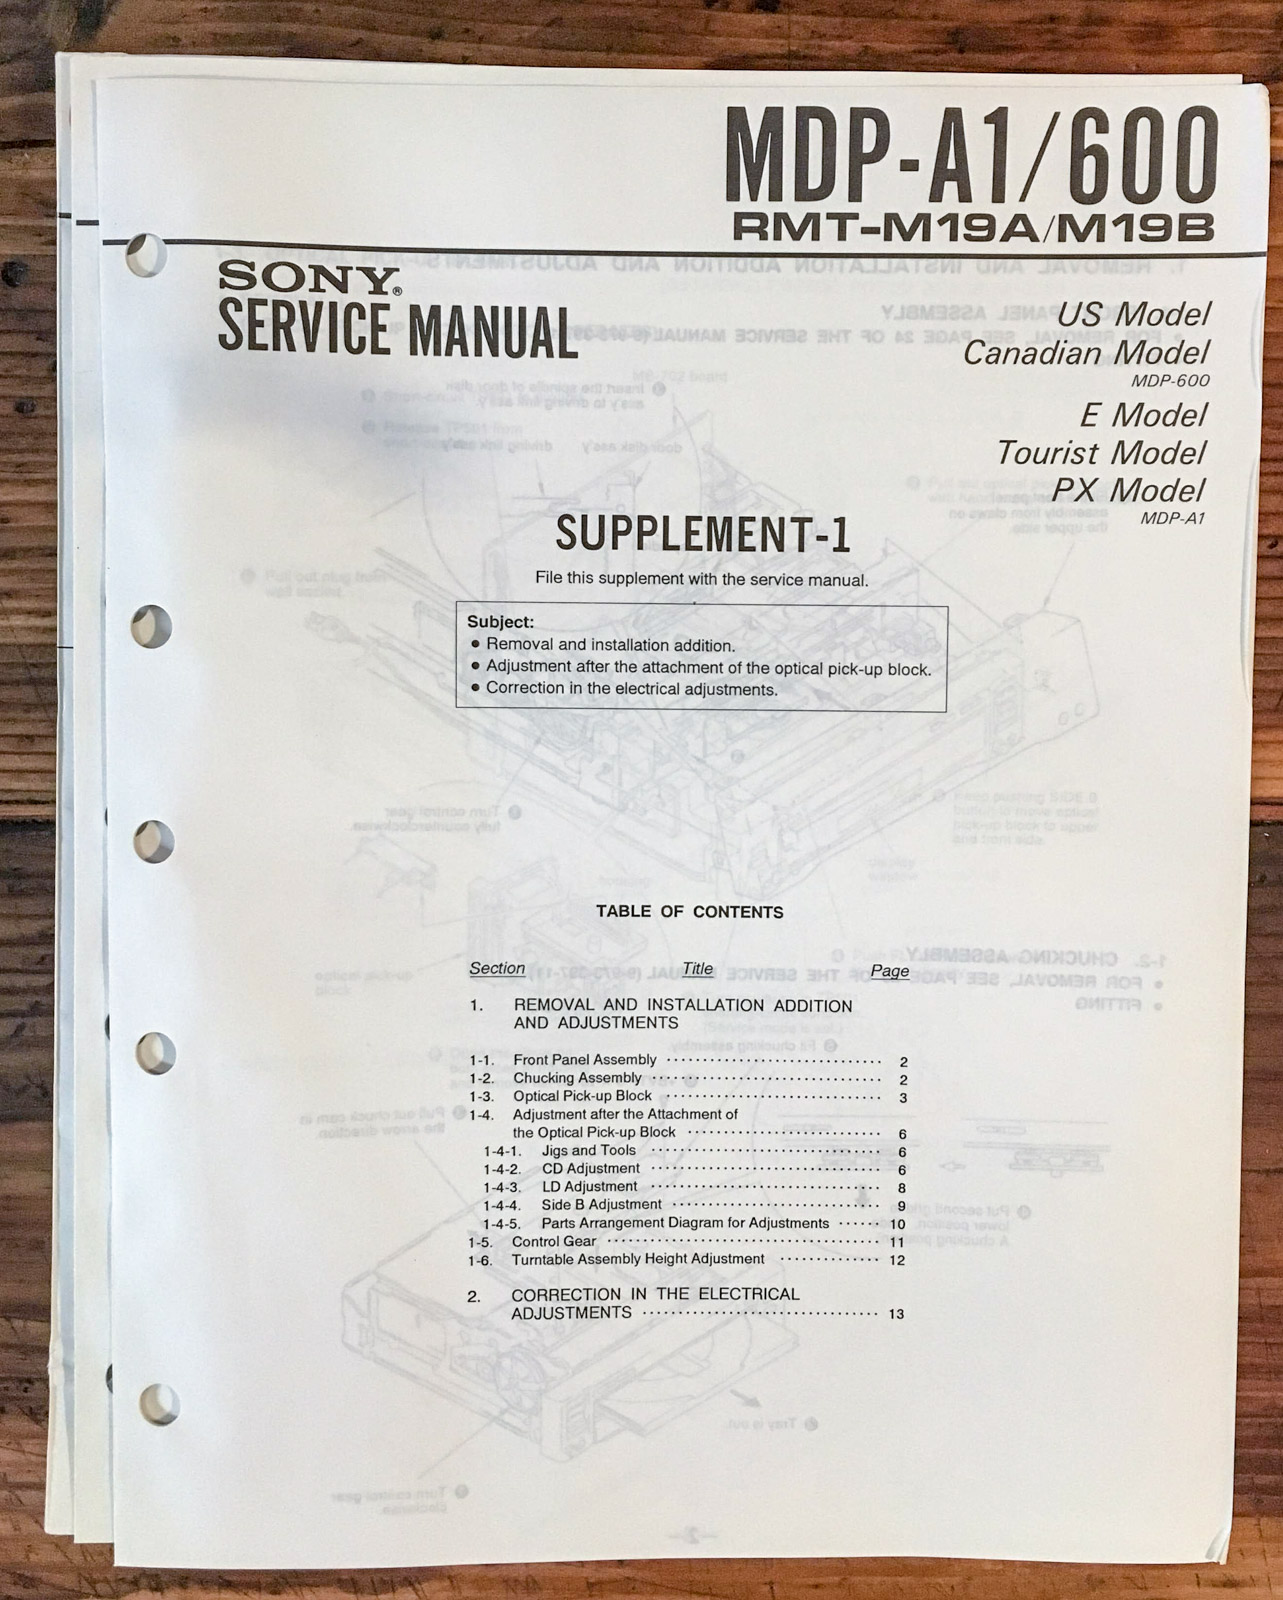 MDP-A1/600
RMT-M19A/M19B
SONY®
SERVICE MANUAL
US Model
Canadian Model
MDP-600
E Model
Tourist Model
PX Model
MDP-A1
SUPPLEMENT-1
File this supplement with the service manual.
Subject:
● Removal and installation addition.
● Adjustment after the attachment of the optical pick-up block.
● Correction in the electrical adjustments.
TABLE OF CONTENTS
Section Title Page
1. REMOVAL AND INSTALLATION ADDITION
AND ADJUSTMENTS
1-1. Front Panel Assembly ······························ 2
1-2. Chucking Assembly ································ 2
1-3. Optical Pick-up Block ······························ 3
1-4. Adjustment after the Attachment of
the Optical Pick-up Block ··························· 6
1-4-1. Jigs and Tools ································ 6
1-4-2. CD Adjustment ································ 6
1-4-3. LD Adjustment ································ 8
1-4-4. Side B Adjustment ····························· 9
1-4-5. Parts Arrangement Diagram for Adjustments ······ 10
1-5. Control Gear ······································ 11
1-6. Turntable Assembly Height Adjustment ·············· 12
2. CORRECTION IN THE ELECTRICAL
ADJUSTMENTS ································· 13